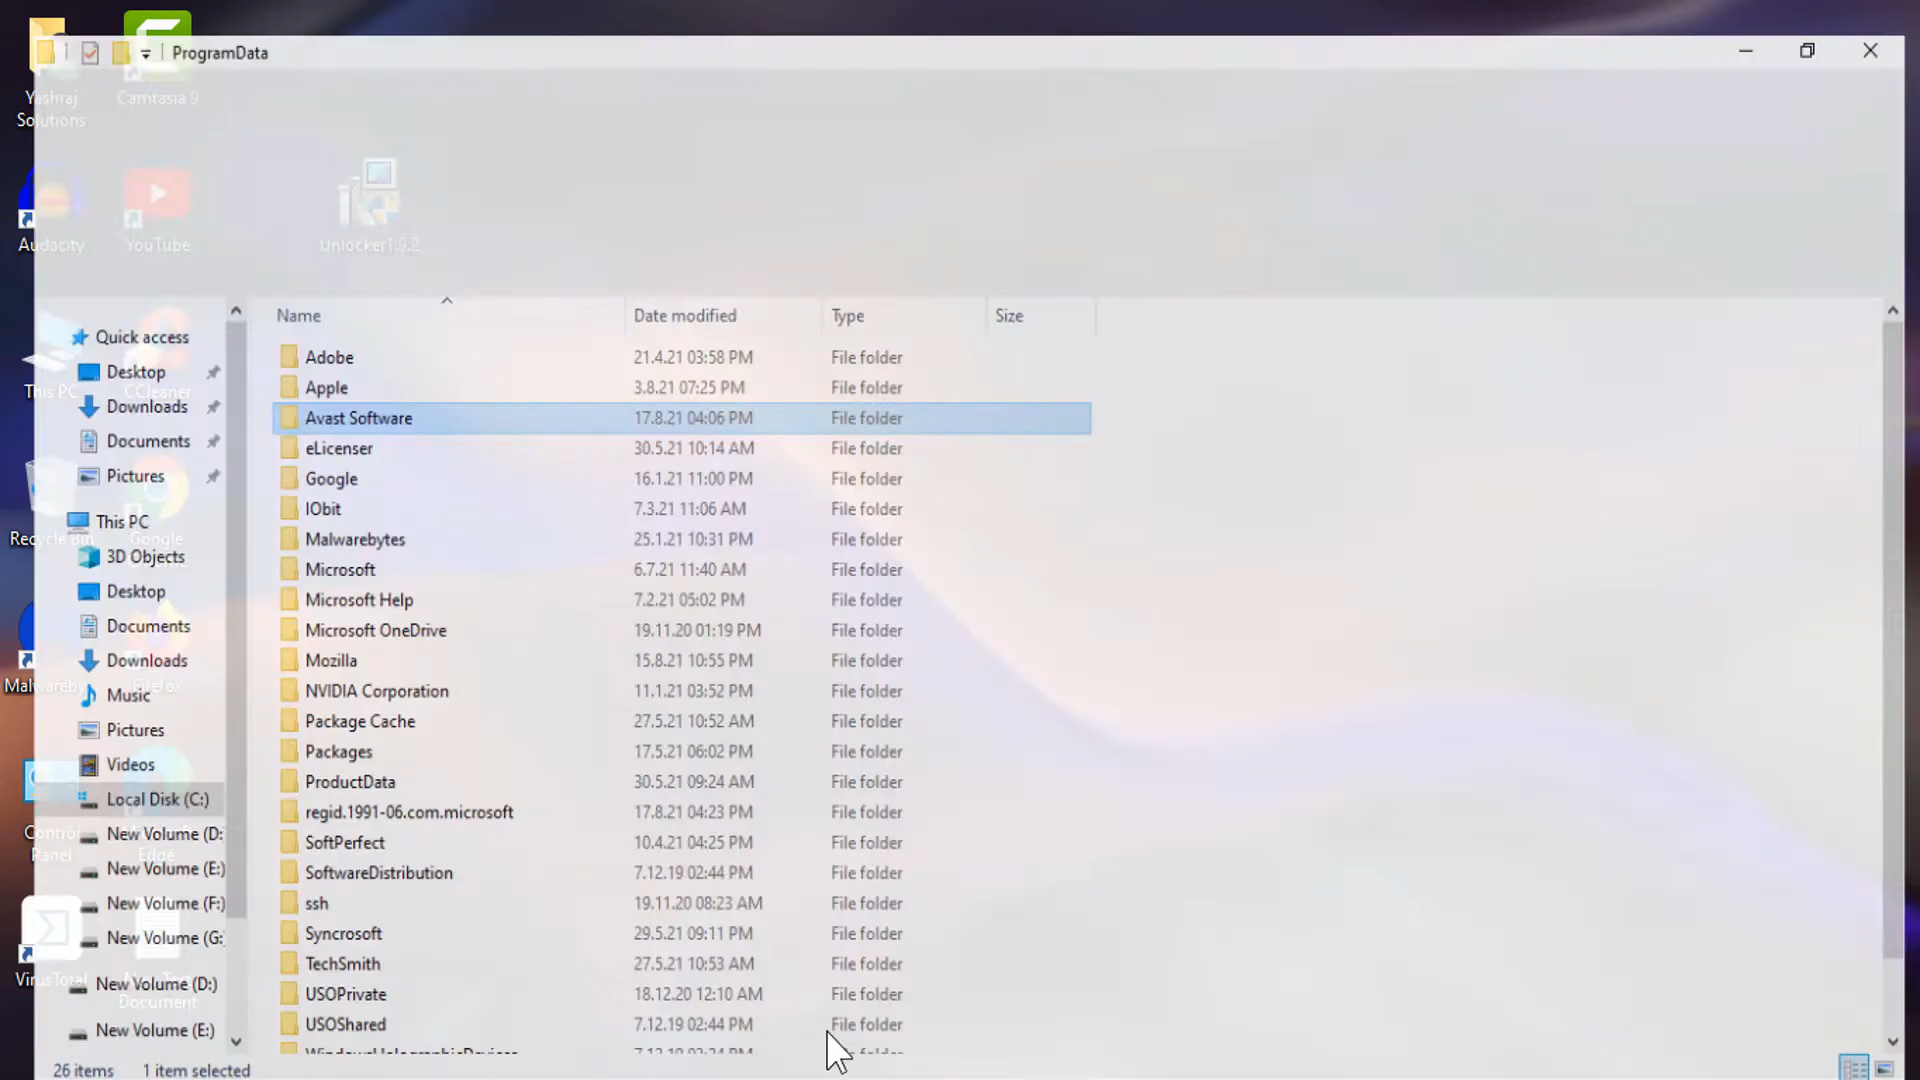 ProgramData
Yashraj
Solutions
Camtasia 9
Audacity
YouTube
Unlocker1.9.2
Name
Date modified
Type
Size
Quick access
Desktop
Downloads
Documents
Pictures
This PC
3D Objects
Desktop
Documents
Downloads
Music
Pictures
Videos
Local Disk (C:)
New Volume (D:
New Volume (E:)
New Volume (F:)
New Volume (G:
New Volume (D:)
New Volume (E:)
This PC
CCleaner
Recycle Bin
Google
Malwareby
Firefox
Control
Panel
Edge
VirusTotal
New Text
Document
Adobe 21.4.21 03:58 PM File folder
Apple 3.8.21 07:25 PM File folder
Avast Software 17.8.21 04:06 PM File folder
eLicenser 30.5.21 10:14 AM File folder
Google 16.1.21 11:00 PM File folder
IObit 7.3.21 11:06 AM File folder
Malwarebytes 25.1.21 10:31 PM File folder
Microsoft 6.7.21 11:40 AM File folder
Microsoft Help 7.2.21 05:02 PM File folder
Microsoft OneDrive 19.11.20 01:19 PM File folder
Mozilla 15.8.21 10:55 PM File folder
NVIDIA Corporation 11.1.21 03:52 PM File folder
Package Cache 27.5.21 10:52 AM File folder
Packages 17.5.21 06:02 PM File folder
ProductData 30.5.21 09:24 AM File folder
regid.1991-06.com.microsoft 17.8.21 04:23 PM File folder
SoftPerfect 10.4.21 04:25 PM File folder
SoftwareDistribution 7.12.19 02:44 PM File folder
ssh 19.11.20 08:23 AM File folder
Syncrosoft 29.5.21 09:11 PM File folder
TechSmith 27.5.21 10:53 AM File folder
USOPrivate 18.12.20 12:10 AM File folder
USOShared 7.12.19 02:44 PM File folder
WindowsHolographicDevices 7.12.19 02:34 PM folder
26 items 1 item selected